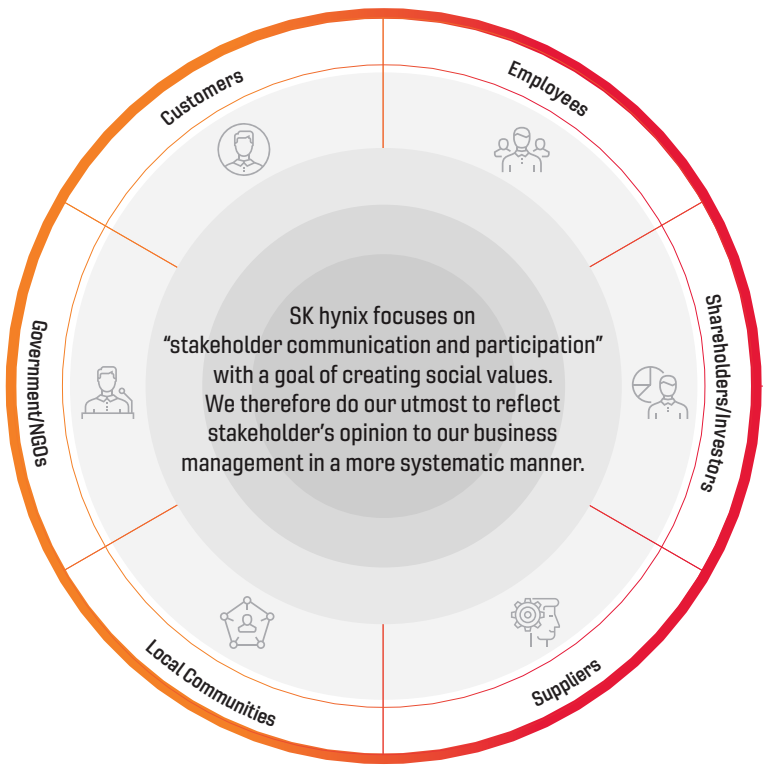 Customers
Employees
Government/NGOs
Shareholders/Investors
SK hynix focuses on
“stakeholder communication and participation”
with a goal of creating social values.
We therefore do our utmost to reflect
stakeholder’s opinion to our business
management in a more systematic manner.
Local Communities
Suppliers